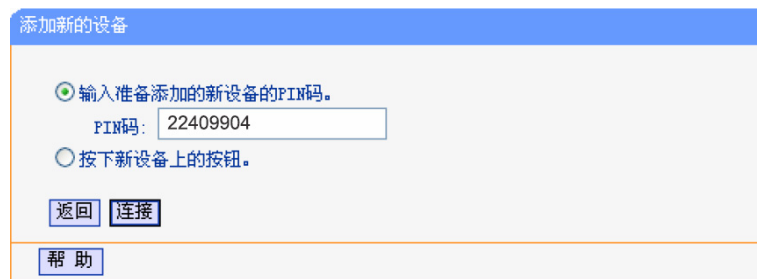 添加新的设备
输入准备添加的新设备的PIN码。
PIN码: 22409904
按下新设备上的按钮。
返回 连接
帮 助